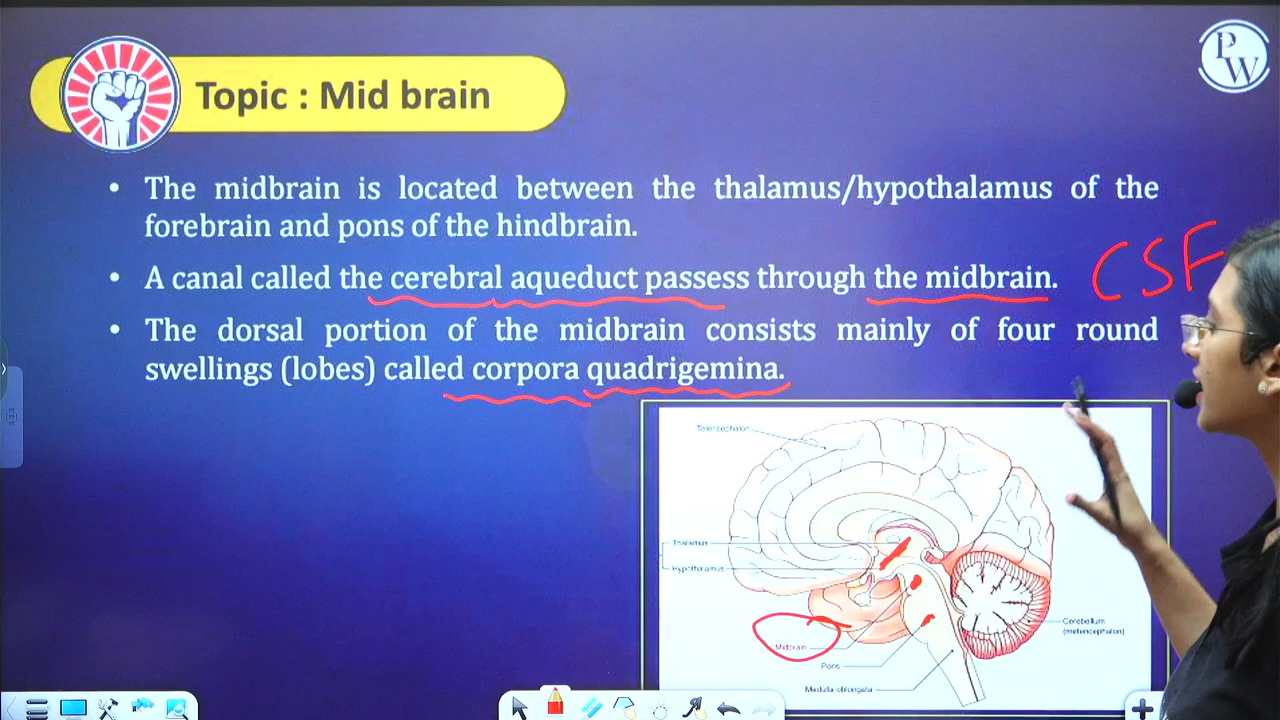 PW
Topic : Mid brain
• The midbrain is located between the thalamus/hypothalamus of the
forebrain and pons of the hindbrain.
• A canal called the cerebral aqueduct passess through the midbrain.
CSF
• The dorsal portion of the midbrain consists mainly of four round
swellings (lobes) called corpora quadrigemina.
Telencephalon
Thalamus
Hypothalamus
Midbrain
Pons
Medulla oblongata
Cerebellum
(metencephalon)